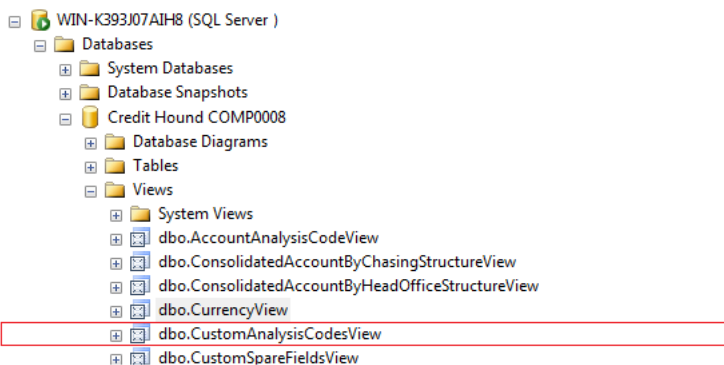 WIN-K393J07AIH8 (SQL Server )
Databases
System Databases
Database Snapshots
Credit Hound COMP0008
Database Diagrams
Tables
Views
System Views
dbo.AccountAnalysisCodeView
dbo.ConsolidatedAccountByChasingStructureView
dbo.ConsolidatedAccountByHeadOfficeStructureView
dbo.CurrencyView
dbo.CustomAnalysisCodesView
dbo.CustomSpareFieldsView